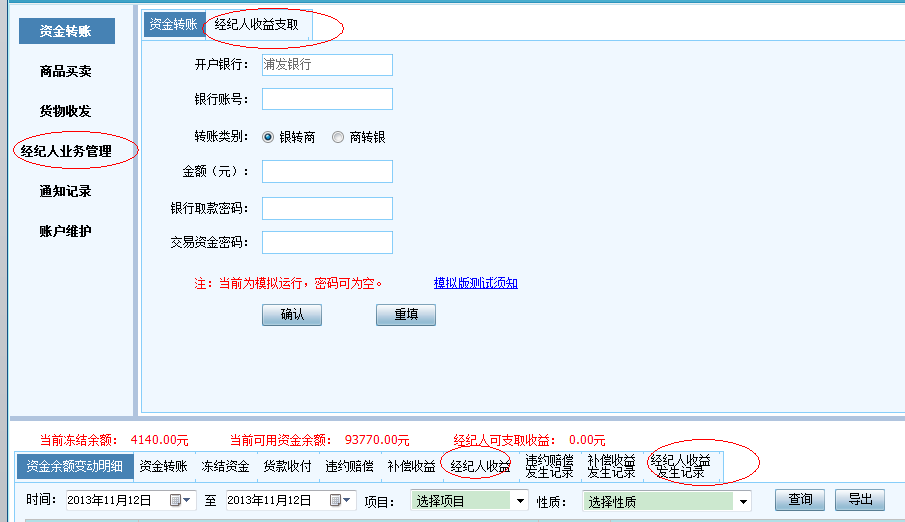 资金转账
商品买卖
货物收发
经纪人业务管理
通知记录
账户维护
资金转账 经纪人收益支取
开户银行： 浦发银行
银行账号：
转账类别： 银转商 商转银
金额（元）：
银行取款密码：
交易资金密码：
注：当前为模拟运行，密码可为空。 模拟版测试须知
确认 重填
当前冻结余额： 4140.00元 当前可用资金余额： 93770.00元 经纪人可支取收益： 0.00元
资金余额变动明细 资金转账 冻结资金 货款收付 违约赔偿 补偿收益 经纪人收益 违约赔偿发生记录 补偿收益发生记录 经纪人收益发生记录
时间： 2013年11月12日 至 2013年11月12日 项目： 选择项目 性质： 选择性质 查询 导出